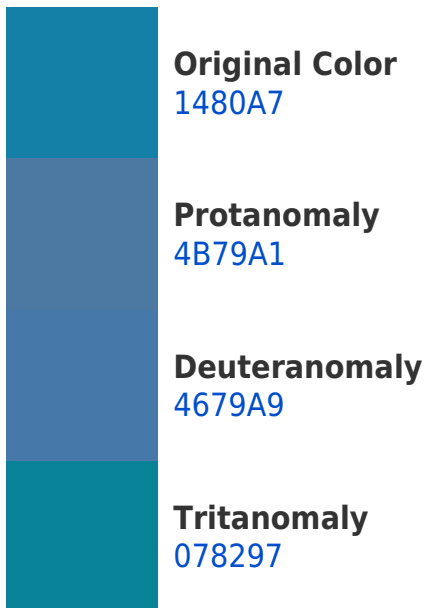 Original Color
1480A7
Protanomaly
4B79A1
Deuteranomaly
4679A9
Tritanomaly
078297